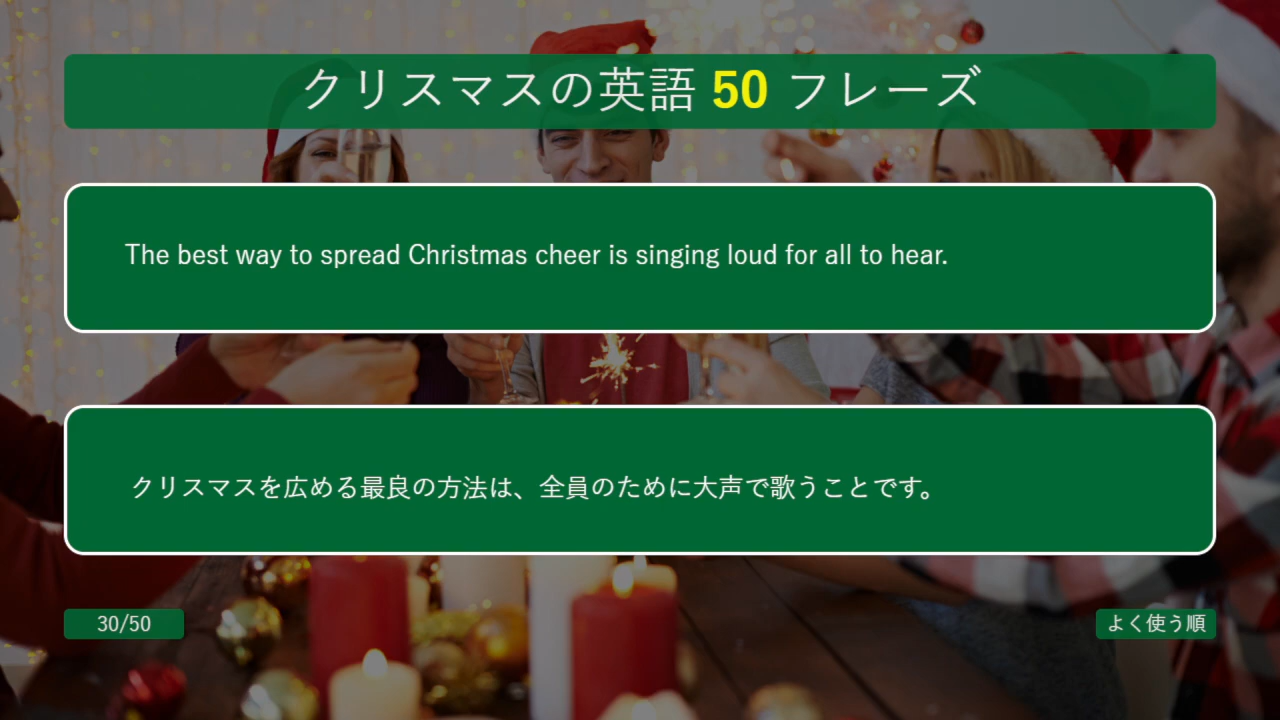 クリスマスの英語 50 フレーズ
The best way to spread Christmas cheer is singing loud for all to hear.
クリスマスを広める最良の方法は、全員のために大声で歌うことです。
30/50
よく使う順